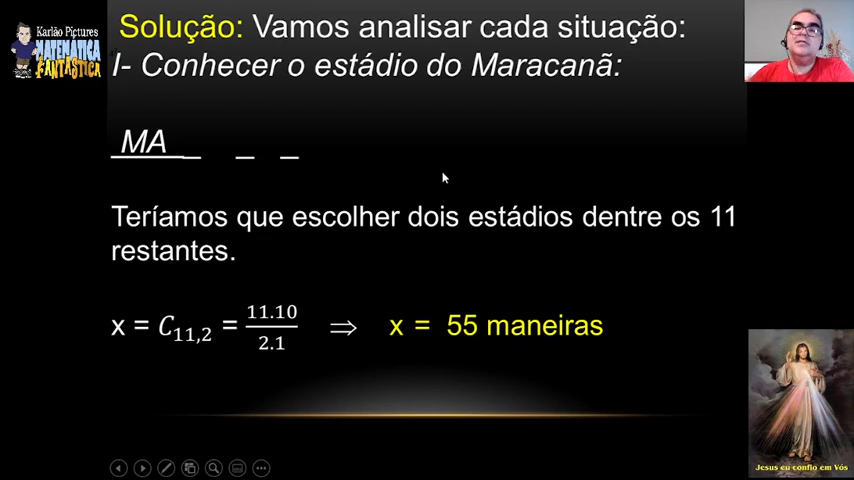 Karlão Pictures
MATEMÁTICA
FANTÁSTICA
Solução: Vamos analisar cada situação:
I- Conhecer o estádio do Maracanã:
MA _ _ _
Teríamos que escolher dois estádios dentre os 11
restantes.
x = C₁₁,₂ = 11.10/2.1 ⇒ x = 55 maneiras
Jesus eu confio em Vós